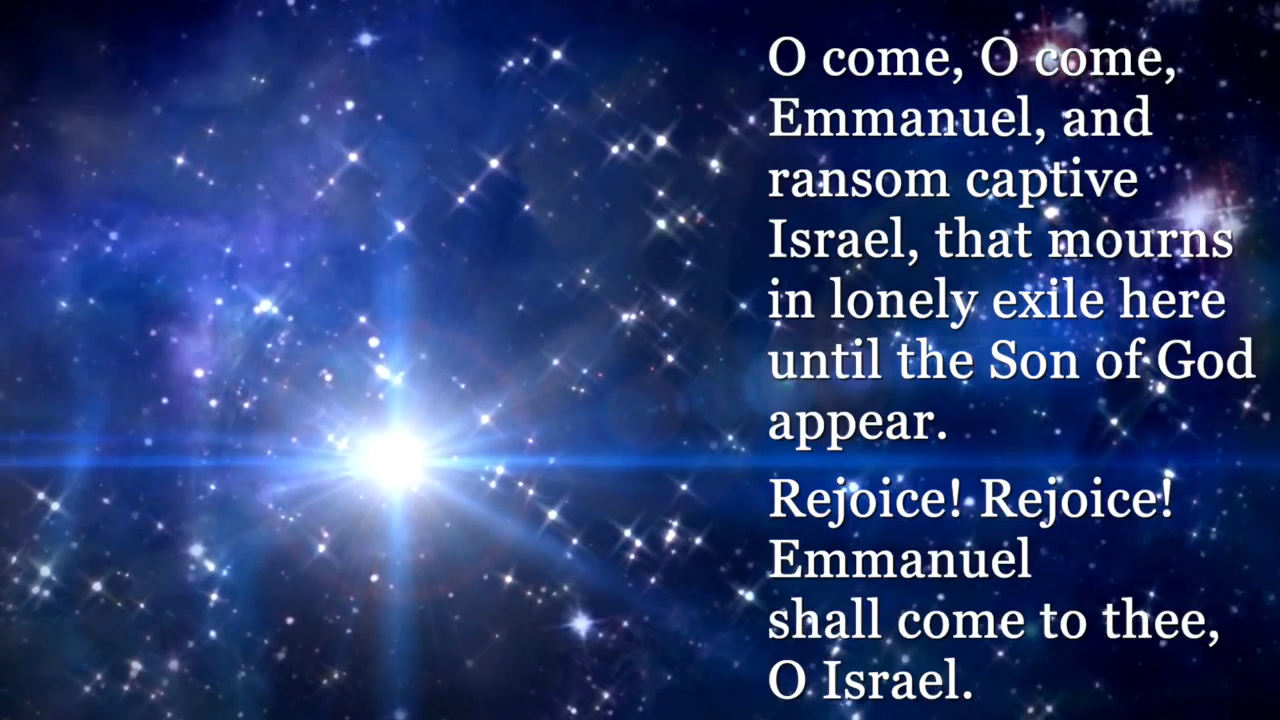 O come, O come,
Emmanuel, and
ransom captive
Israel, that mourns
in lonely exile here
until the Son of God
appear.
Rejoice! Rejoice!
Emmanuel
shall come to thee,
O Israel.